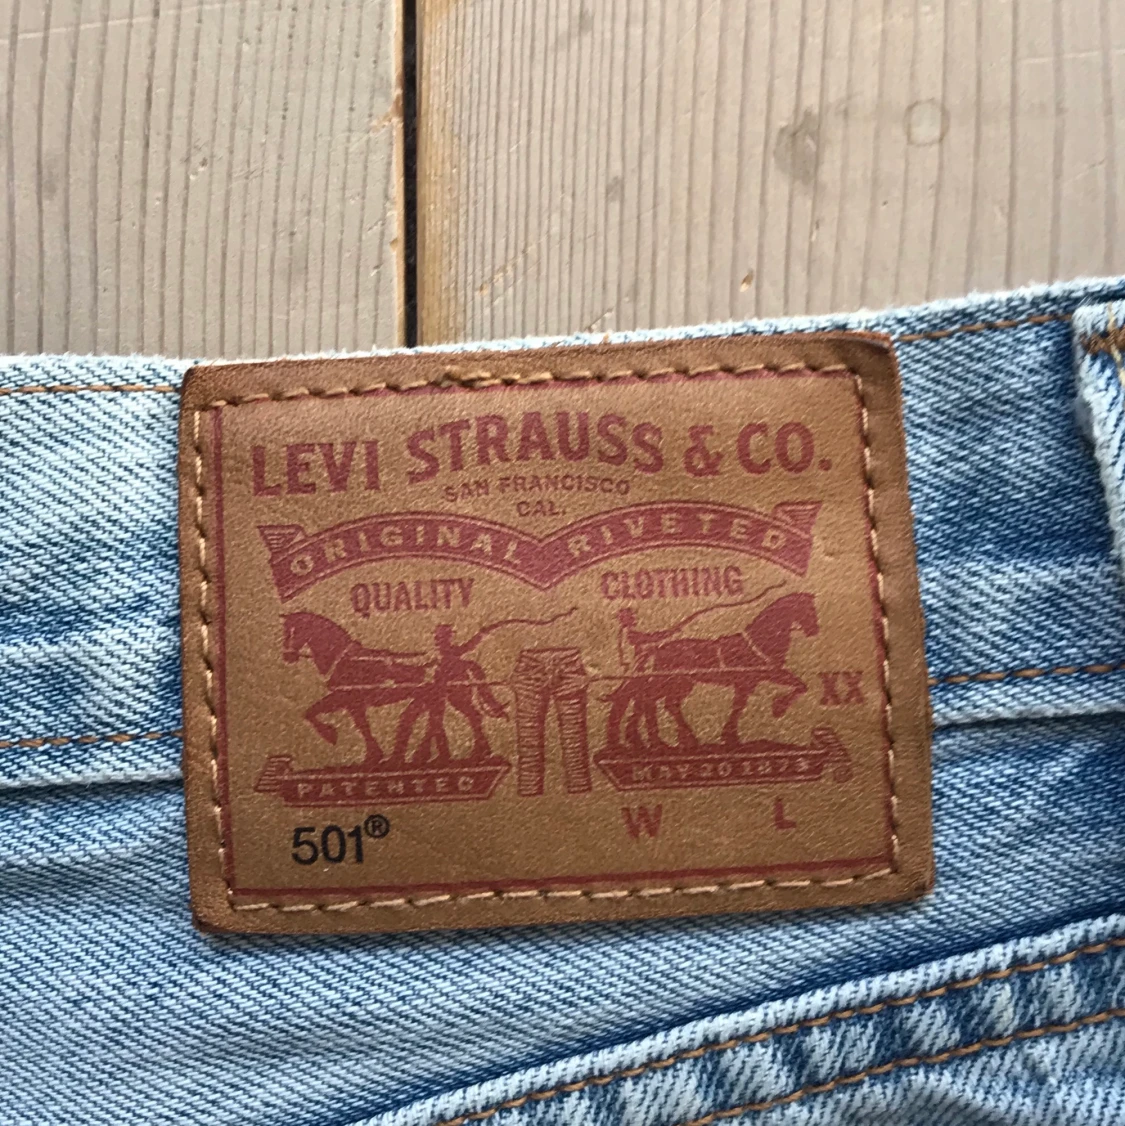 LEVI STRAUSS & CO.
SAN FRANCISCO
CAL.
ORIGINAL RIVETED
QUALITY CLOTHING
XX
PATENTED MAY 20 1873 ®
501® W L